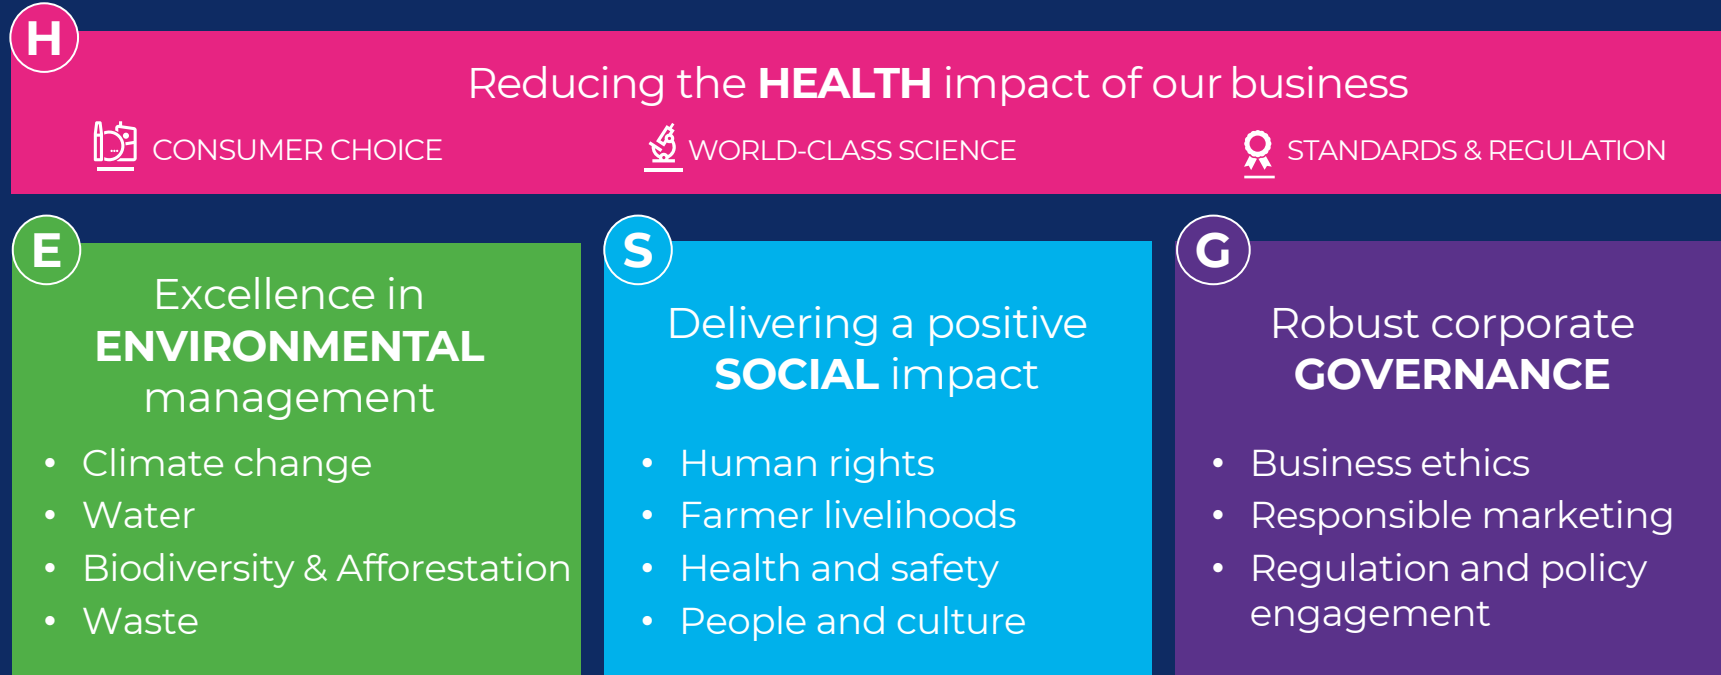 H
Reducing the HEALTH impact of our business
CONSUMER CHOICE
WORLD-CLASS SCIENCE
STANDARDS & REGULATION
E
Excellence in
ENVIRONMENTAL
management
• Climate change
• Water
• Biodiversity & Afforestation
• Waste
S
Delivering a positive
SOCIAL impact
• Human rights
• Farmer livelihoods
• Health and safety
• People and culture
G
Robust corporate
GOVERNANCE
• Business ethics
• Responsible marketing
• Regulation and policy
engagement